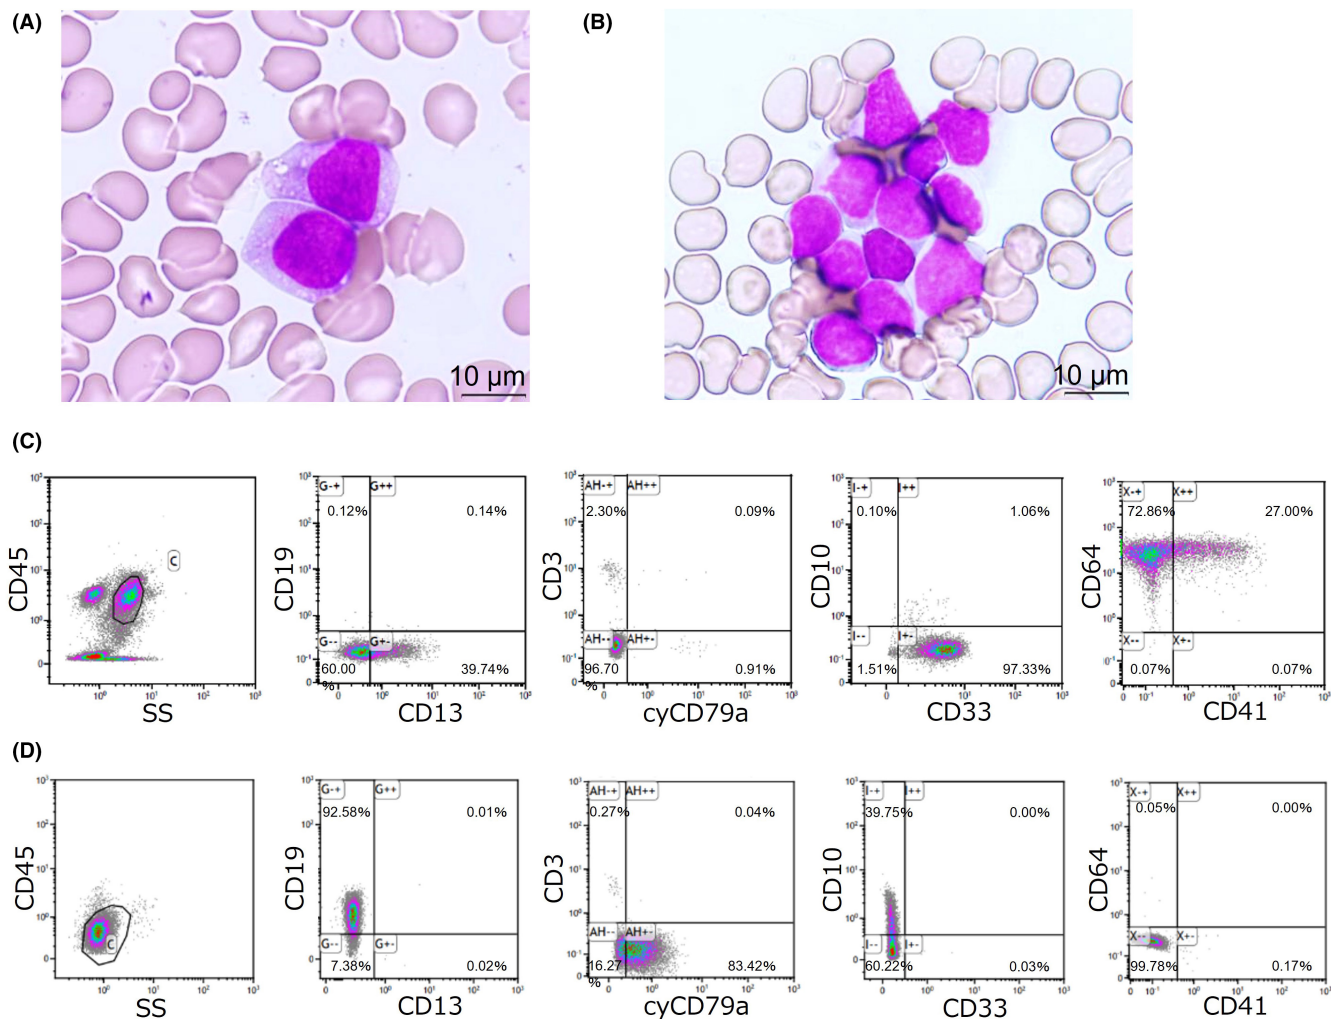 (A)
(B)
10 μm
10 μm
(C)
CD45
C
SS
G-+
G++
0.12%
0.14%
CD19
G--
G+-
60.00
%
39.74%
CD13
AH-+
AH++
2.30%
0.09%
CD3
AH--
AH+-
96.70
%
0.91%
cyCD79a
I-+
I++
0.10%
1.06%
CD10
I--
I+-
1.51%
97.33%
CD33
X-+
X++
72.86%
27.00%
CD64
X--
X+-
0.07%
0.07%
CD41
(D)
CD45
C
SS
G-+
G++
92.58%
0.01%
CD19
G--
G+-
7.38%
0.02%
CD13
AH-+
AH++
0.27%
0.04%
CD3
AH--
AH+-
16.27
%
83.42%
cyCD79a
I-+
I++
39.75%
0.00%
CD10
I--
I+-
60.22%
0.03%
CD33
X-+
X++
0.05%
0.00%
CD64
X--
X+-
99.78%
0.17%
CD41